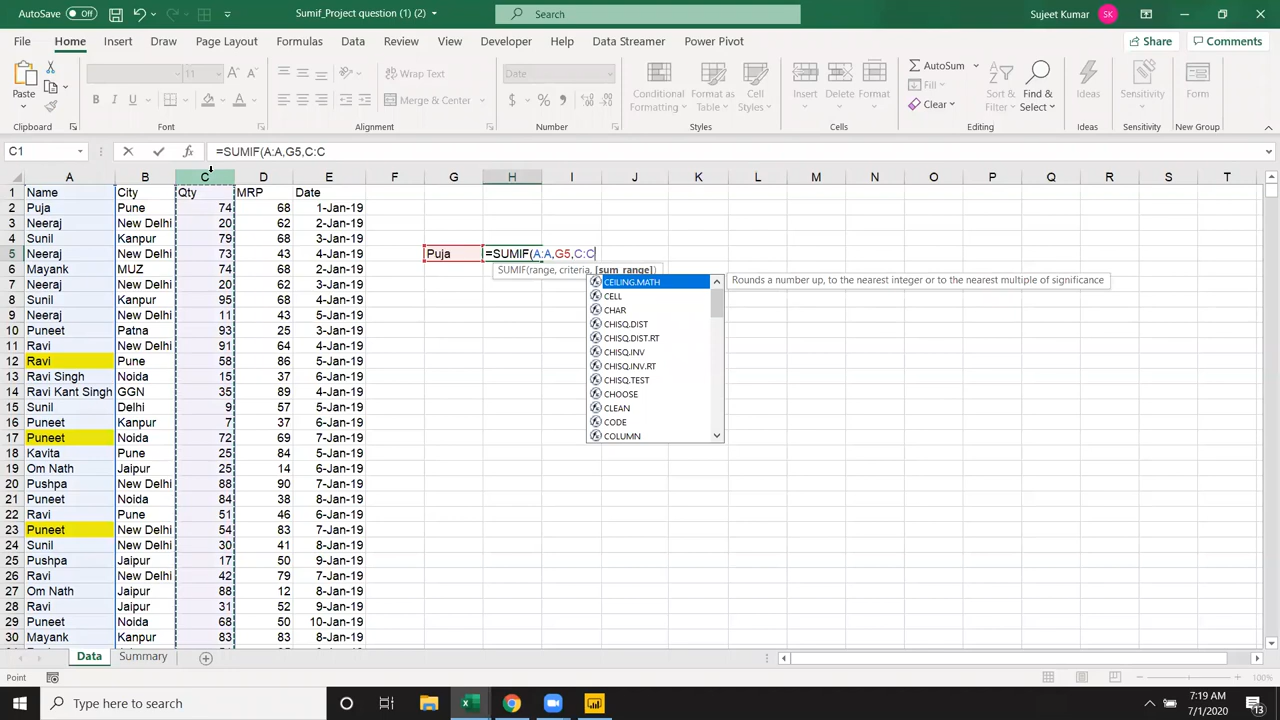 AutoSave Off Sumif_Project question (1) (2) Search Sujeet Kumar SK
File Home Insert Draw Page Layout Formulas Data Review View Developer Help Data Streamer Power Pivot Share Comments
Paste 11 Wrap Text Date Conditional Formatting Format as Table Cell Styles Insert Delete Format AutoSum Fill Clear Sort & Filter Find & Select Ideas Sensitivity Form
B I U Merge & Center $ % ,
Clipboard Font Alignment Number Styles Cells Editing Ideas Sensitivity New Group
C1 fx =SUMIF(A:A,G5,C:C
A B C D E F G H I J K L M N O P Q R S T
1 Name City Qty MRP Date
2 Puja Pune 74 68 1-Jan-19
3 Neeraj New Delhi 20 62 2-Jan-19
4 Sunil Kanpur 79 68 3-Jan-19
5 Neeraj New Delhi 73 43 4-Jan-19 Puja =SUMIF(A:A,G5,C:C
6 Mayank MUZ 74 68 2-Jan-19 SUMIF(range, criteria, [sum_range])
7 Neeraj New Delhi 20 62 3-Jan-19 CEILING.MATH Rounds a number up, to the nearest integer or to the nearest multiple of significance
CELL
8 Sunil Kanpur 95 68 4-Jan-19 CHAR
9 Neeraj New Delhi 11 43 5-Jan-19 CHISQ.DIST
10 Puneet Patna 93 25 3-Jan-19 CHISQ.DIST.RT
11 Ravi New Delhi 91 64 4-Jan-19 CHISQ.INV
12 Ravi Pune 58 86 5-Jan-19 CHISQ.INV.RT
13 Ravi Singh Noida 15 37 6-Jan-19 CHISQ.TEST
14 Ravi Kant Singh GGN 35 89 4-Jan-19 CHOOSE
15 Sunil Delhi 9 57 5-Jan-19 CLEAN
16 Puneet Kanpur 7 37 6-Jan-19 CODE
17 Puneet Noida 72 69 7-Jan-19 COLUMN
18 Kavita Pune 25 84 5-Jan-19
19 Om Nath Jaipur 25 14 6-Jan-19
20 Pushpa New Delhi 88 90 7-Jan-19
21 Puneet Noida 84 38 8-Jan-19
22 Ravi Pune 51 46 6-Jan-19
23 Puneet New Delhi 54 83 7-Jan-19
24 Sunil New Delhi 30 41 8-Jan-19
25 Pushpa Jaipur 17 50 9-Jan-19
26 Ravi New Delhi 42 79 7-Jan-19
27 Om Nath Jaipur 88 12 8-Jan-19
28 Ravi Jaipur 31 52 9-Jan-19
29 Puneet Noida 68 50 10-Jan-19
30 Mayank Kanpur 83 83 8-Jan-19
Data Summary
Point 100%
Type here to search 7:19 AM
7/1/2020 13